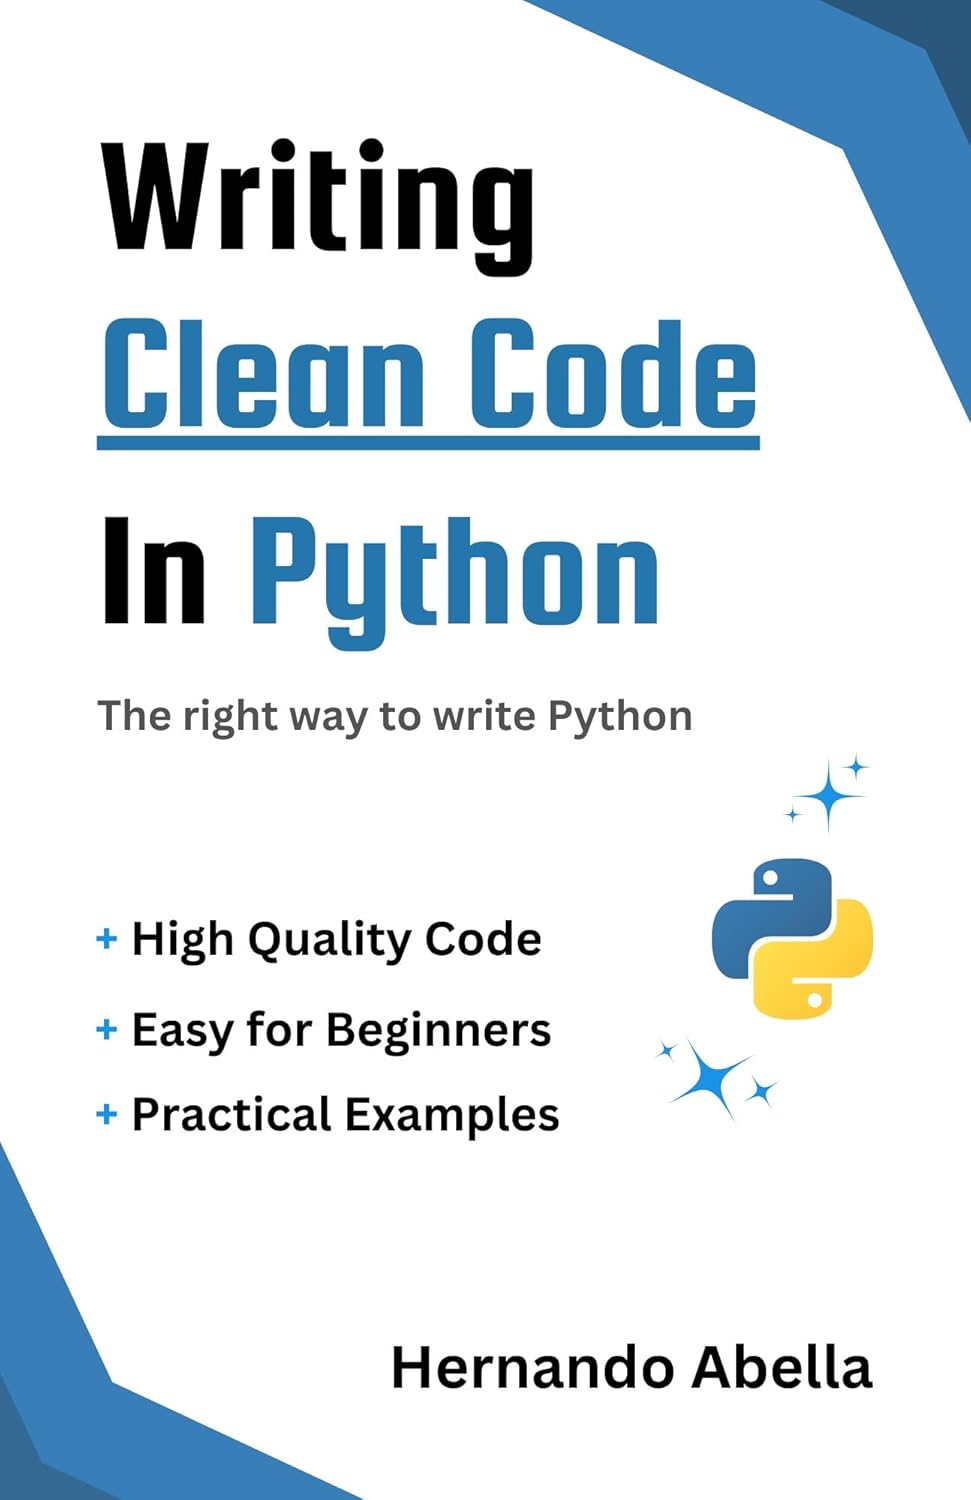 Writing
Clean Code
In Python
The right way to write Python
+ High Quality Code
+ Easy for Beginners
+ Practical Examples
Hernando Abella